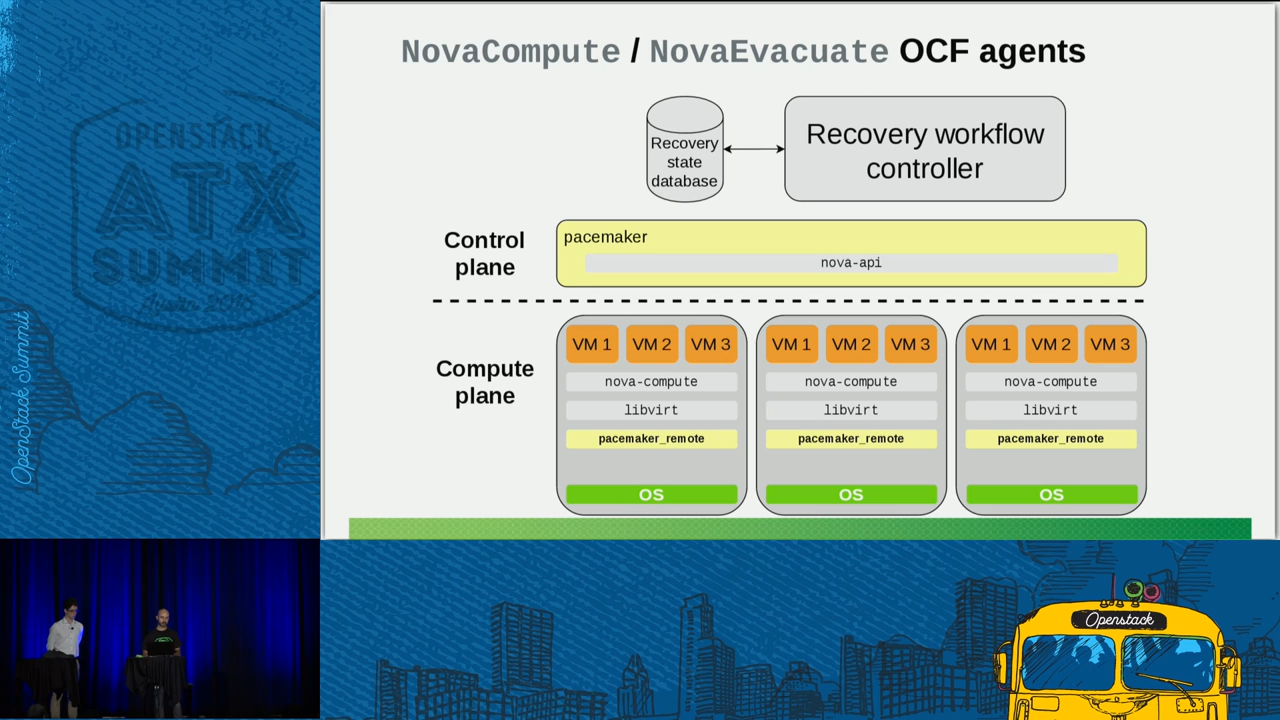 NovaCompute / NovaEvacuate OCF agents
Recovery
state
database
Recovery workflow
controller
Control
plane
pacemaker
nova-api
Compute
plane
VM 1 VM 2 VM 3
nova-compute
libvirt
pacemaker_remote
OS
VM 1 VM 2 VM 3
nova-compute
libvirt
pacemaker_remote
OS
VM 1 VM 2 VM 3
nova-compute
libvirt
pacemaker_remote
OS
OPENSTACK
ATX
SUMMIT
Austin 2016
OpenStack Summit
Openstack